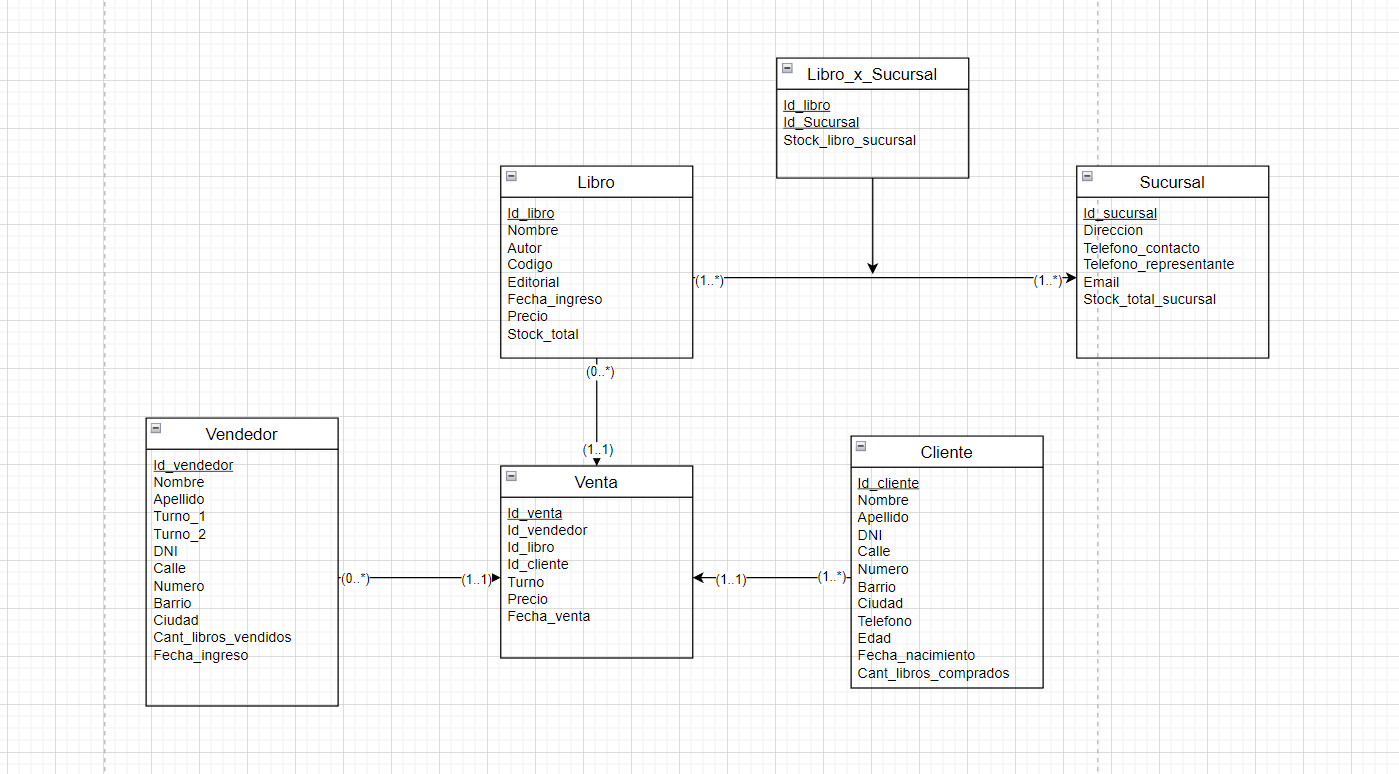 Libro_x_Sucursal
Id_libro
Id_Sucursal
Stock_libro_sucursal
Libro
Id_libro
Nombre
Autor
Codigo
Editorial
Fecha_ingreso
Precio
Stock_total
Sucursal
Id_sucursal
Direccion
Telefono_contacto
Telefono_representante
Email
Stock_total_sucursal
(1..*)
(1..*)
(0..*)
(1..1)
Vendedor
Id_vendedor
Nombre
Apellido
Turno_1
Turno_2
DNI
Calle
Numero
Barrio
Ciudad
Cant_libros_vendidos
Fecha_ingreso
(0..*)
(1..1)
Venta
Id_venta
Id_vendedor
Id_libro
Id_cliente
Turno
Precio
Fecha_venta
(1..1)
(1..*)
Cliente
Id_cliente
Nombre
Apellido
DNI
Calle
Numero
Barrio
Ciudad
Telefono
Edad
Fecha_nacimiento
Cant_libros_comprados